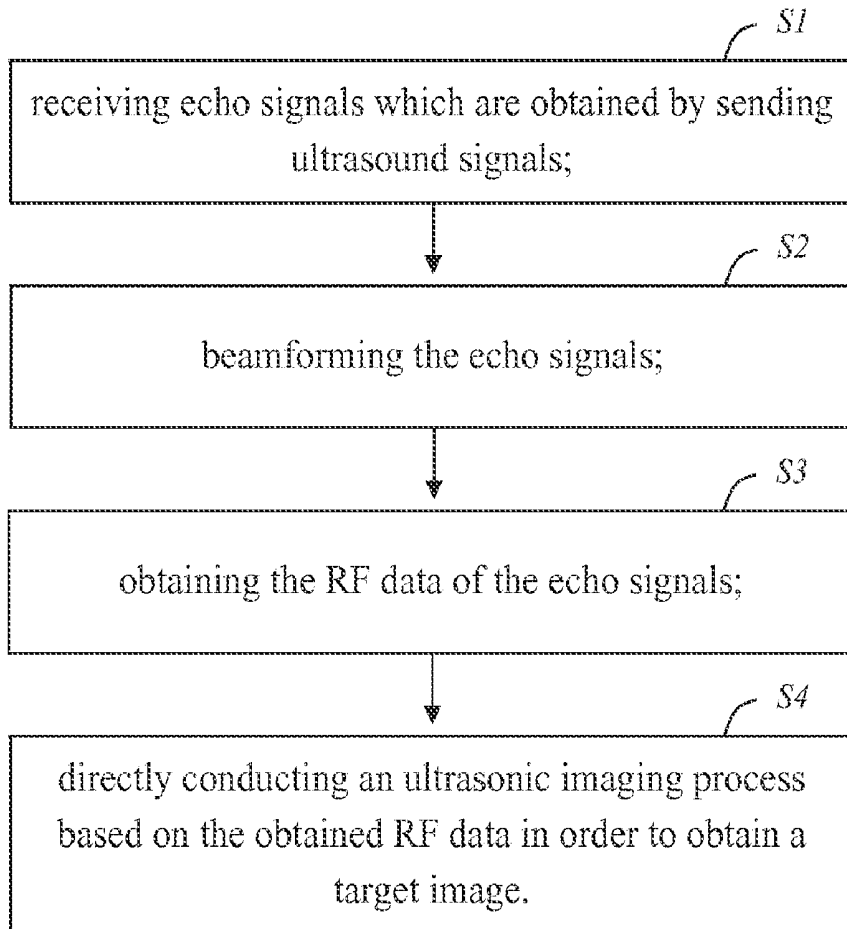 S1
receiving echo signals which are obtained by sending
ultrasound signals;
S2
beamforming the echo signals;
S3
obtaining the RF data of the echo signals;
S4
directly conducting an ultrasonic imaging process
based on the obtained RF data in order to obtain a
target image.